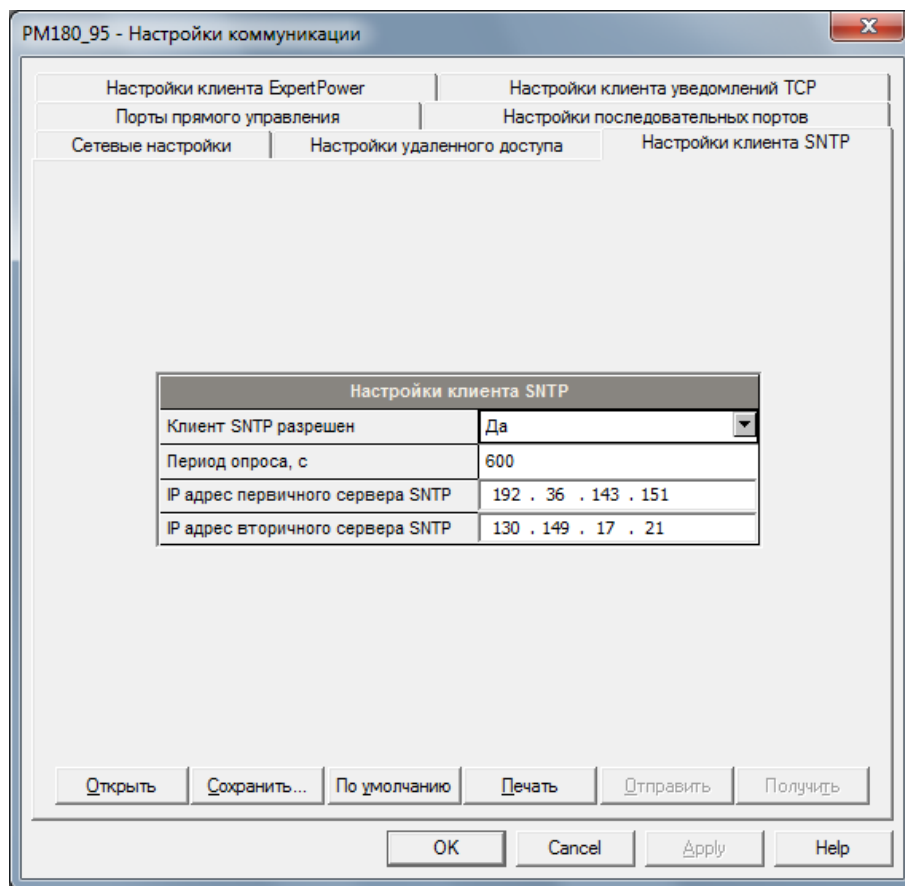 PM180_95 - Настройки коммуникации
Настройки клиента ExpertPower
Настройки клиента уведомлений TCP
Порты прямого управления
Настройки последовательных портов
Сетевые настройки
Настройки удаленного доступа
Настройки клиента SNTP
Настройки клиента SNTP
Клиент SNTP разрешен Да
Период опроса, с 600
IP адрес первичного сервера SNTP 192 . 36 . 143 . 151
IP адрес вторичного сервера SNTP 130 . 149 . 17 . 21
Открыть Сохранить... По умолчанию Печать Отправить Получить
OK Cancel Apply Help